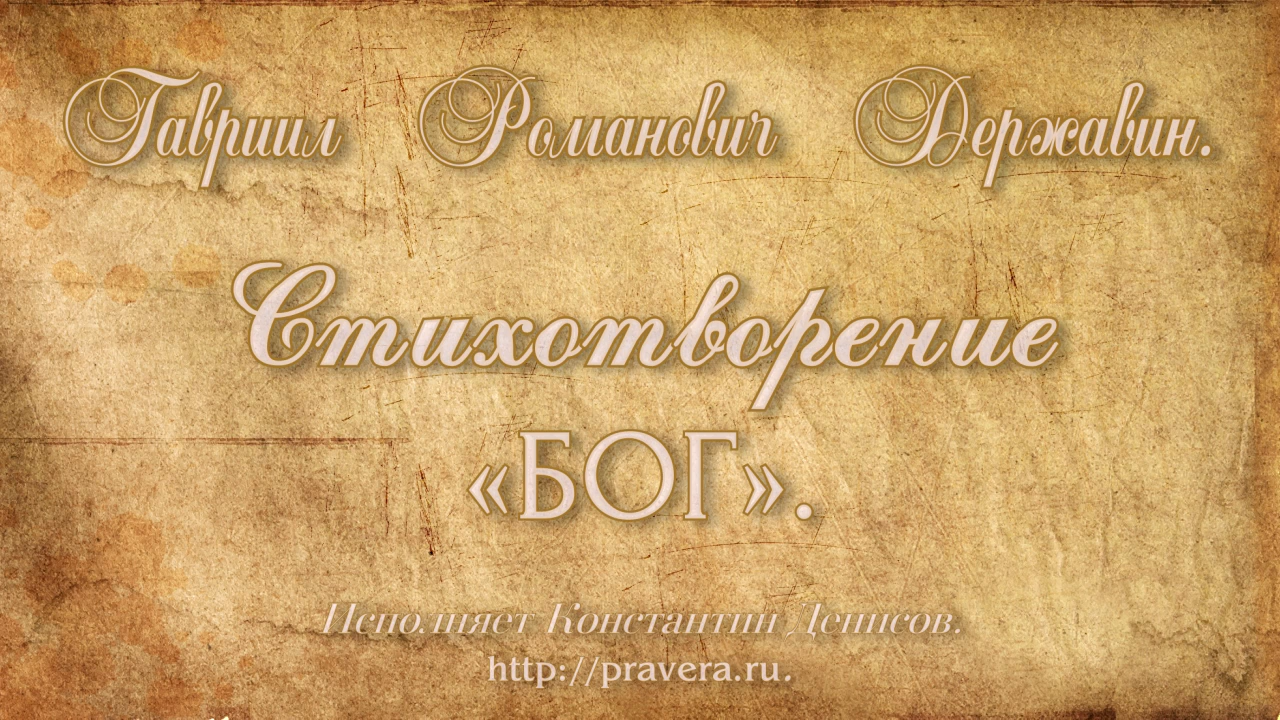 Гавриил Романович Державин.
Стихотворение
«БОГ».
Исполняет Константин Денисов.
http://pravera.ru.